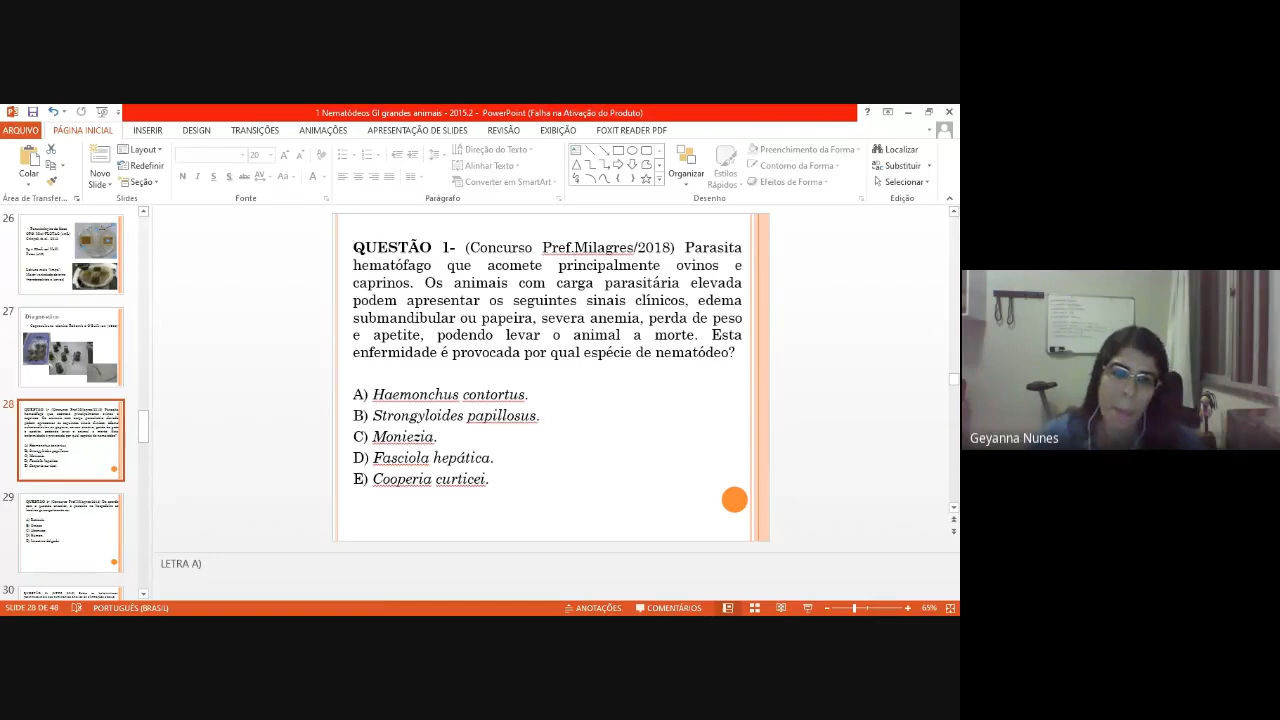 1 Nematódeos GI grandes animais - 2015.2 - PowerPoint (Falha na Ativação do Produto)
ARQUIVO PÁGINA INICIAL INSERIR DESIGN TRANSIÇÕES ANIMAÇÕES APRESENTAÇÃO DE SLIDES REVISÃO EXIBIÇÃO FOXIT READER PDF
Colar
Novo Slide
Layout
Redefinir
Seção
20
N I S S abc AV Aa A
Direção do Texto
Alinhar Texto
Converter em SmartArt
Organizar
Estilos Rápidos
Preenchimento da Forma
Contorno da Forma
Efeitos de Forma
Localizar
Substituir
Selecionar
Área de Transfer... Slides Fonte Parágrafo Desenho Edição
26
27
Diagnóstico
28
29
30
QUESTÃO 1- (Concurso Pref.Milagres/2018) Parasita
hematófago que acomete principalmente ovinos e
caprinos. Os animais com carga parasitária elevada
podem apresentar os seguintes sinais clínicos, edema
submandibular ou papeira, severa anemia, perda de peso
e apetite, podendo levar o animal a morte. Esta
enfermidade é provocada por qual espécie de nematódeo?
A) Haemonchus contortus.
B) Strongyloides papillosus.
C) Moniezia.
D) Fasciola hepática.
E) Cooperia curticei.
LETRA A)
SLIDE 28 DE 48 PORTUGUÊS (BRASIL) ANOTAÇÕES COMENTÁRIOS 65%
Geyanna Nunes